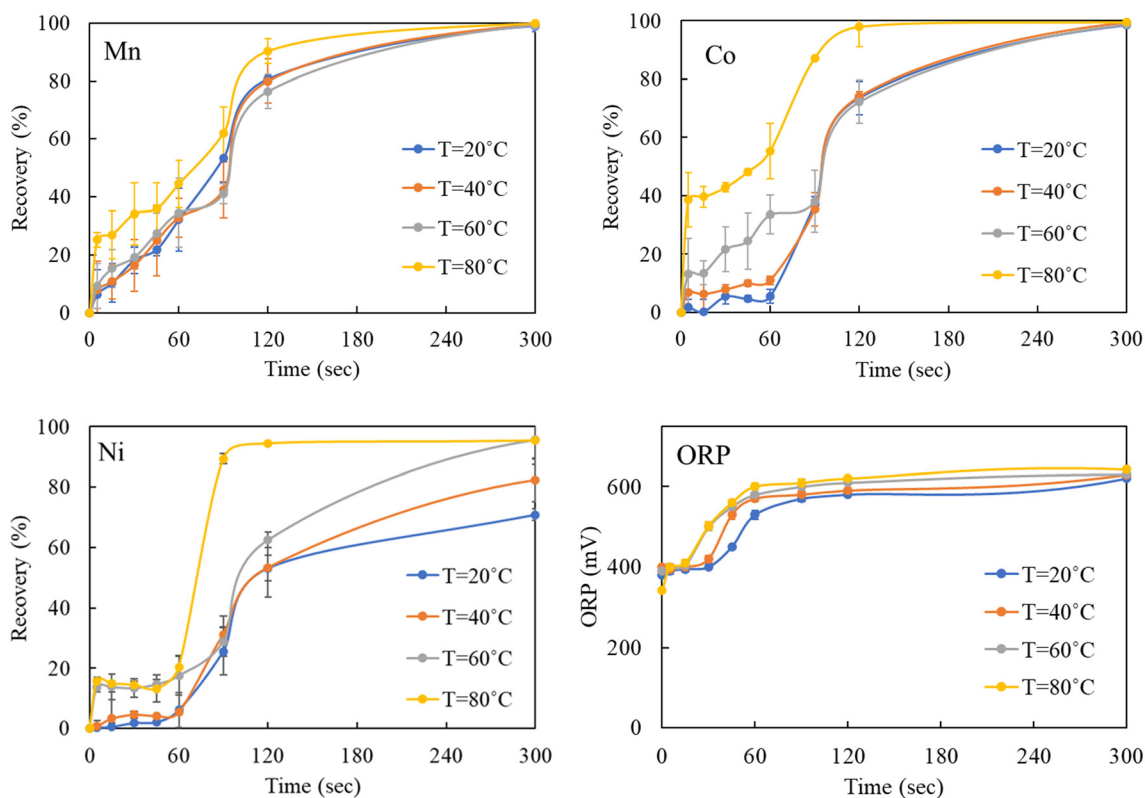 Mn
Recovery (%)
100
80
60
40
20
0
T=20˚C
T=40˚C
T=60˚C
T=80˚C
0 60 120 180 240 300
Time (sec)
Co
Recovery (%)
100
80
60
40
20
0
T=20˚C
T=40˚C
T=60˚C
T=80˚C
0 60 120 180 240 300
Time (sec)
Ni
Recovery (%)
100
80
60
40
20
0
T=20˚C
T=40˚C
T=60˚C
T=80˚C
0 60 120 180 240 300
Time (sec)
ORP
ORP (mV)
600
400
200
0
T=20˚C
T=40˚C
T=60˚C
T=80˚C
0 60 120 180 240 300
Time (sec)